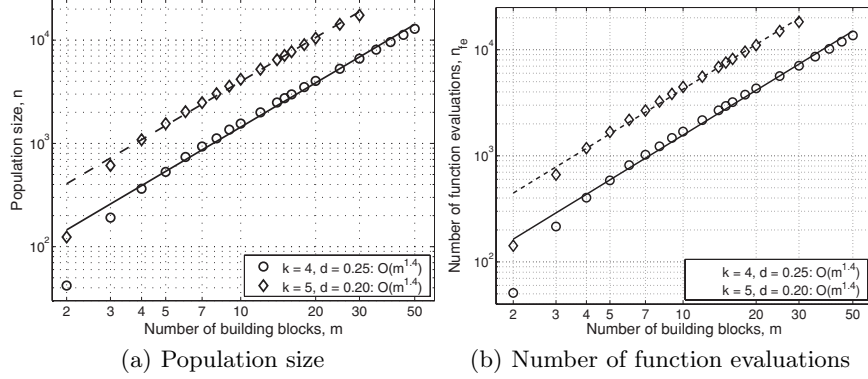 10^4
10^3
10^2
Population size, n
k = 4, d = 0.25: O(m^1.4)
k = 5, d = 0.20: O(m^1.4)
2 3 4 5 7 10 20 30 50
Number of building blocks, m
(a) Population size
10^4
10^3
10^2
Number of function evaluations, n_fe
k = 4, d = 0.25: O(m^1.4)
k = 5, d = 0.20: O(m^1.4)
2 3 4 5 7 10 20 30 50
Number of building blocks, m
(b) Number of function evaluations